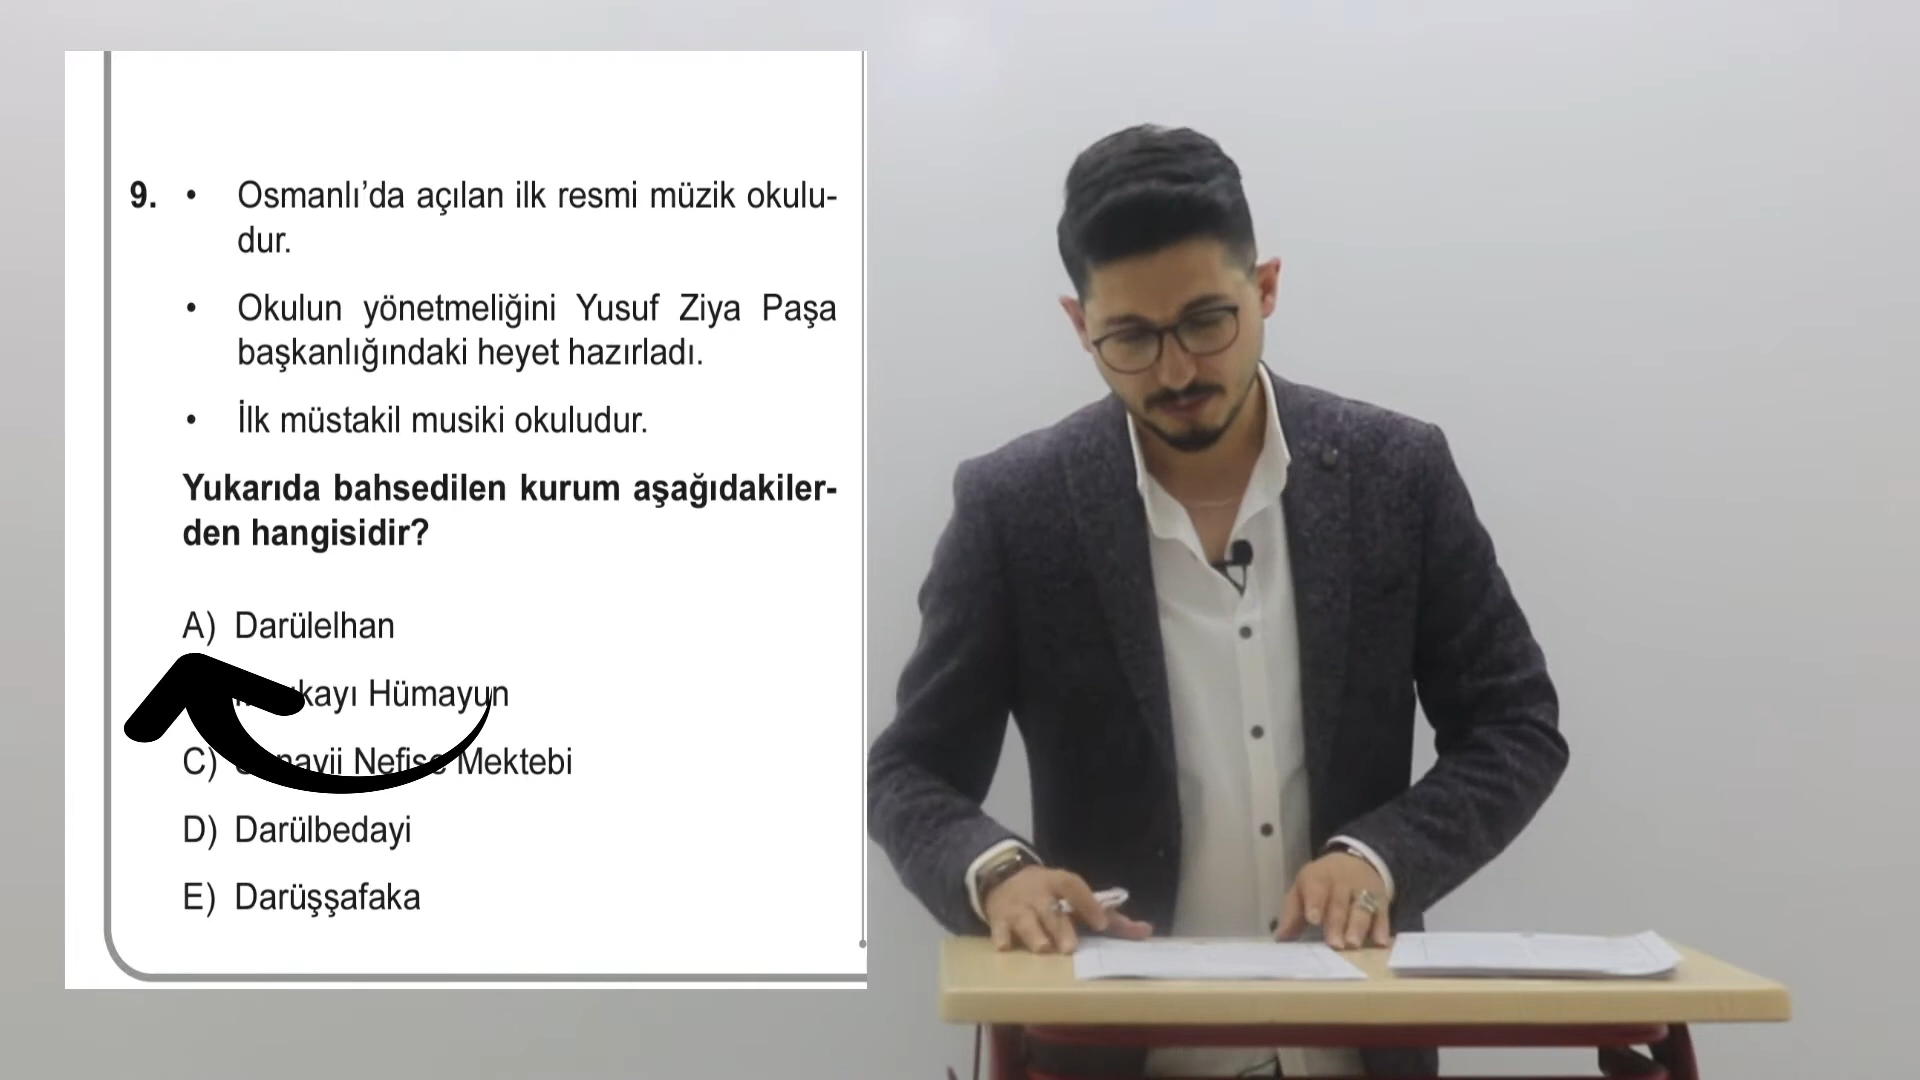 9. • Osmanlı’da açılan ilk resmi müzik okulu-
dur.
• Okulun yönetmeliğini Yusuf Ziya Paşa
başkanlığındaki heyet hazırladı.
• İlk müstakil musiki okuludur.
Yukarıda bahsedilen kurum aşağıdakiler-
den hangisidir?
A) Darülelhan
Hümayun
C) Mektebi
D) Darülbedayi
E) Darüşşafaka